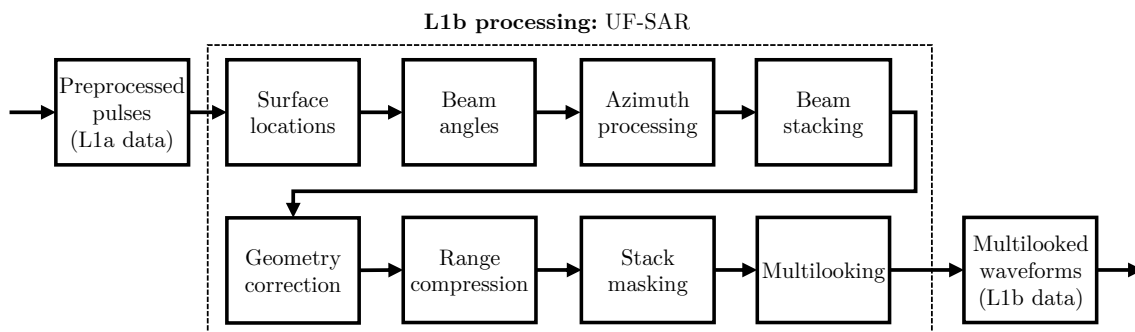 L1b processing: UF-SAR
Preprocessed
pulses
(L1a data)
Surface
locations
Beam
angles
Azimuth
processing
Beam
stacking
Geometry
correction
Range
compression
Stack
masking
Multilooking
Multilooked
waveforms
(L1b data)